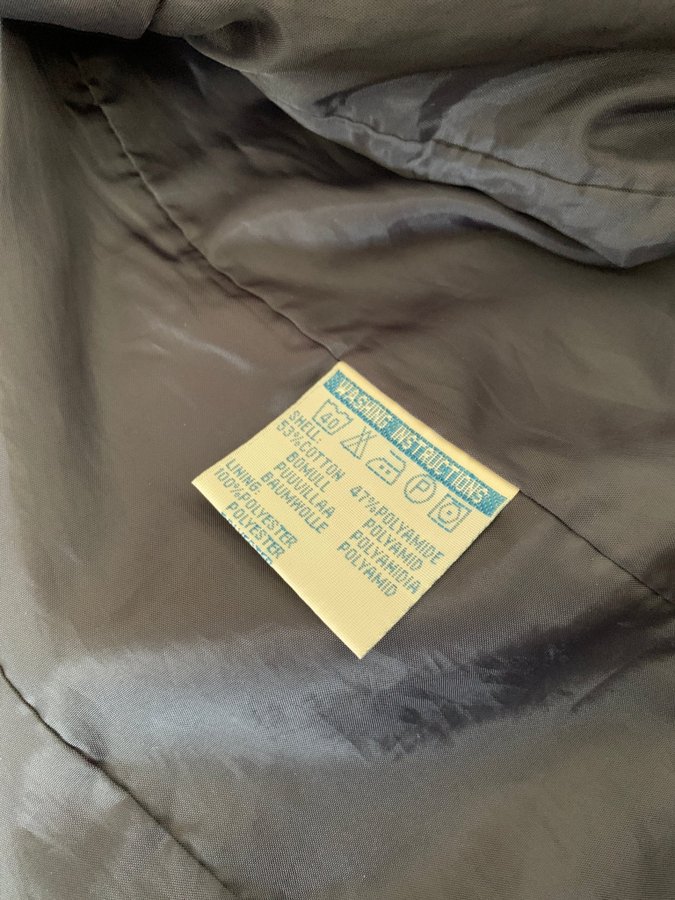 WASHING INSTRUCTIONS
40 P
SHELL:
53%COTTON 47%POLYAMIDE
BOMULL POLYAMID
PUUVILLAA POLYAMIDIA
BAUMWOLLE POLYAMID
LINING:
100%POLYESTER
POLYESTER